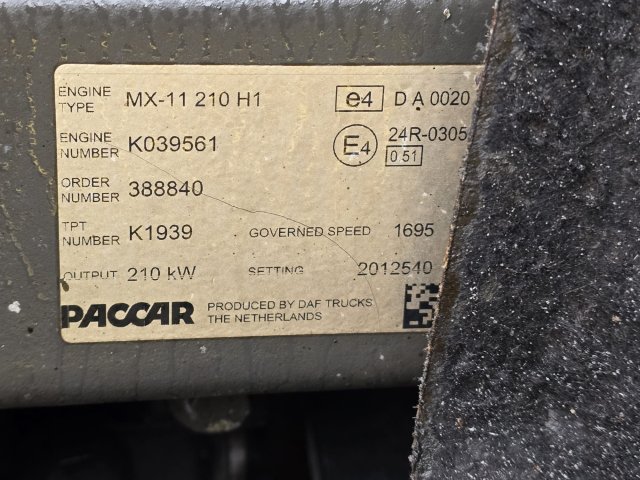 ENGINE TYPE MX-11 210 H1 e4 D A 0020
ENGINE NUMBER K039561 E4 24R-0305
0 51
ORDER NUMBER 388840
TPT NUMBER K1939 GOVERNED SPEED 1695
OUTPUT 210 kW SETTING 2012540
PACCAR PRODUCED BY DAF TRUCKS
THE NETHERLANDS